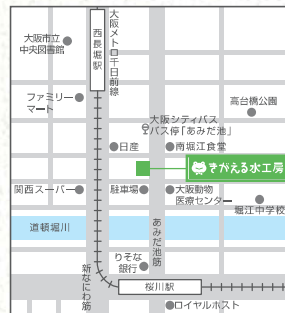 大阪市立
中央図書館
西長堀駅
大阪メトロ千日前線
ファミリー
マート
高台橋公園
大阪シティバス
バス停「あみだ池」
日産
南堀江食堂
きがえる水工房
関西スーパー
駐車場
大阪動物
医療センター
堀江中学校
道頓堀川
あみだ池筋
りそな
銀行
新なにわ筋
桜川駅
ロイヤルホスト